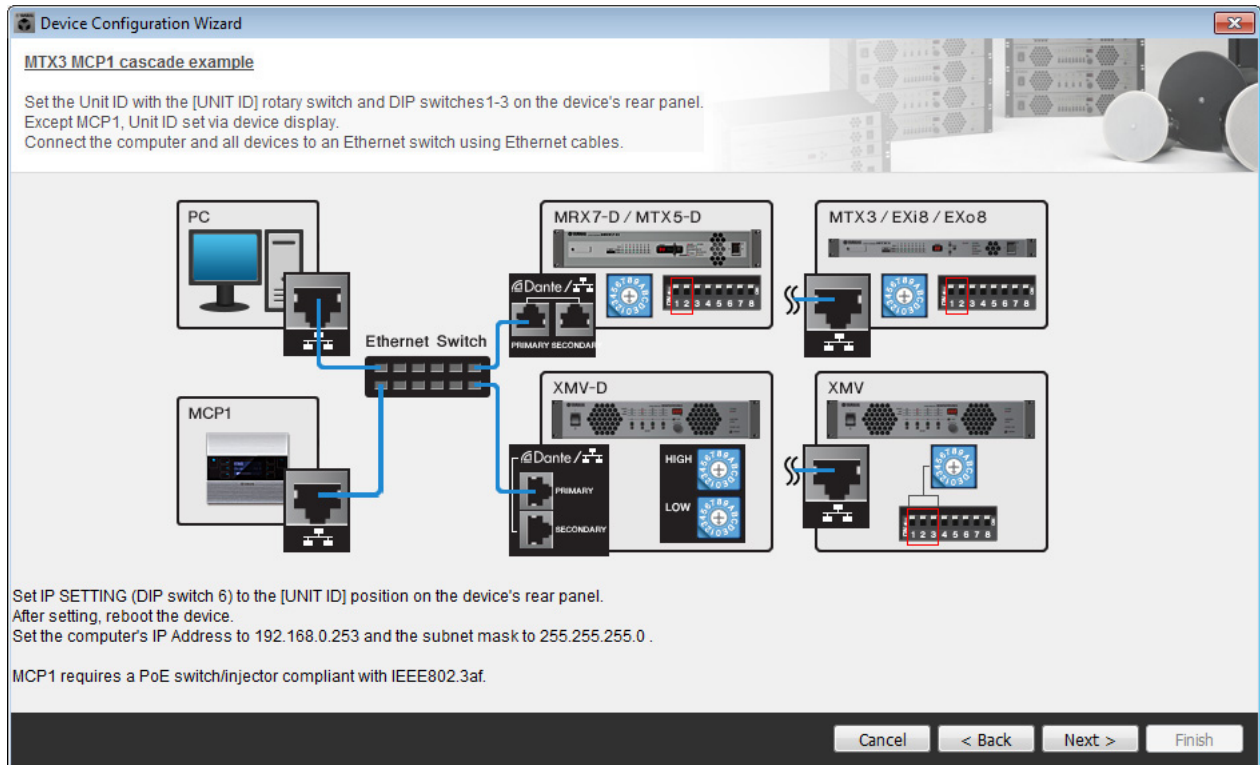 Device Configuration Wizard
MTX3 MCP1 cascade example
Set the Unit ID with the [UNIT ID] rotary switch and DIP switches1-3 on the device's rear panel.
Except MCP1, Unit ID set via device display.
Connect the computer and all devices to an Ethernet switch using Ethernet cables.
PC
MRX7-D / MTX5-D
MTX3 / EXi8 / EXo8
Dante /
1 2 3 4 5 6 7 8
1 2 3 4 5 6 7 8
PRIMARY SECONDAR
Ethernet Switch
MCP1
XMV-D
XMV
Dante /
PRIMARY
SECONDARY
HIGH
LOW
1 2 3 4 5 6 7 8
Set IP SETTING (DIP switch 6) to the [UNIT ID] position on the device's rear panel.
After setting, reboot the device.
Set the computer's IP Address to 192.168.0.253 and the subnet mask to 255.255.255.0 .
MCP1 requires a PoE switch/injector compliant with IEEE802.3af.
Cancel
< Back
Next >
Finish